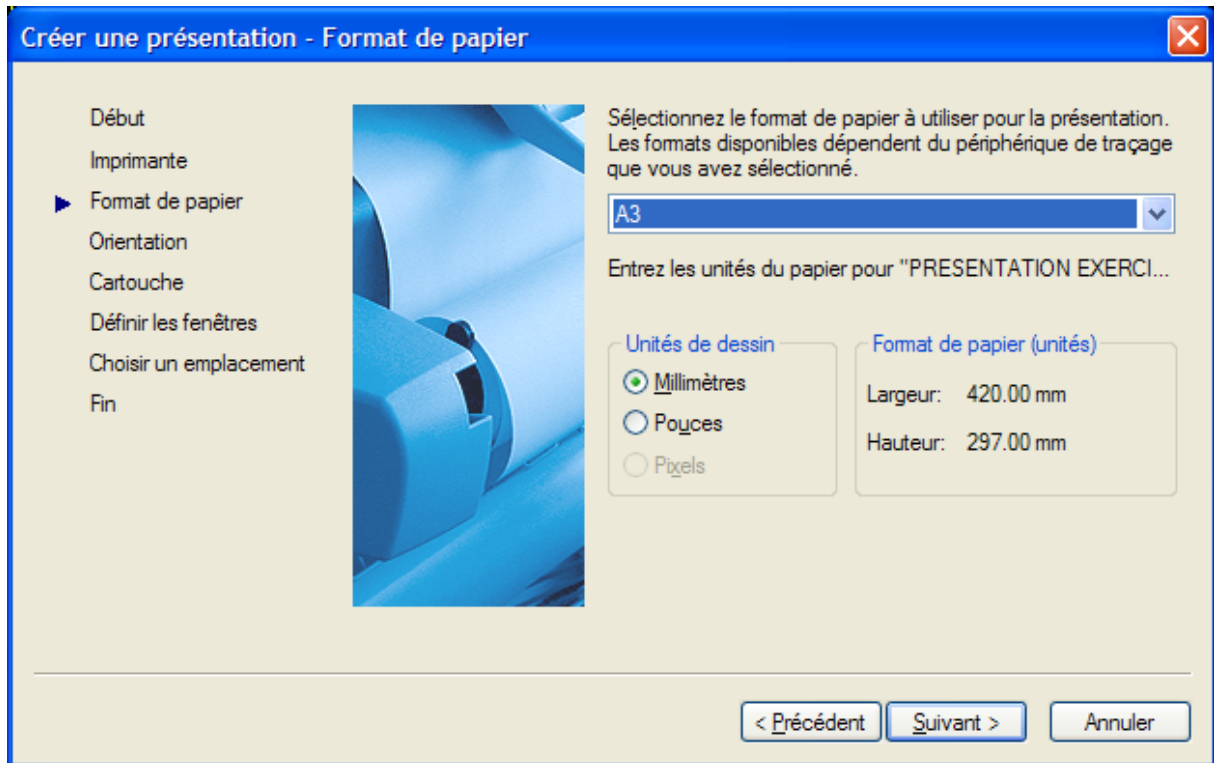 Créer une présentation - Format de papier
Début
Imprimante
Format de papier
Orientation
Cartouche
Définir les fenêtres
Choisir un emplacement
Fin
Sélectionnez le format de papier à utiliser pour la présentation.
Les formats disponibles dépendent du périphérique de traçage
que vous avez sélectionné.
A3
Entrez les unités du papier pour "PRESENTATION EXERCI...
Unités de dessin
Millimètres
Pouces
Pixels
Format de papier (unités)
Largeur: 420.00 mm
Hauteur: 297.00 mm
< Précédent
Suivant >
Annuler